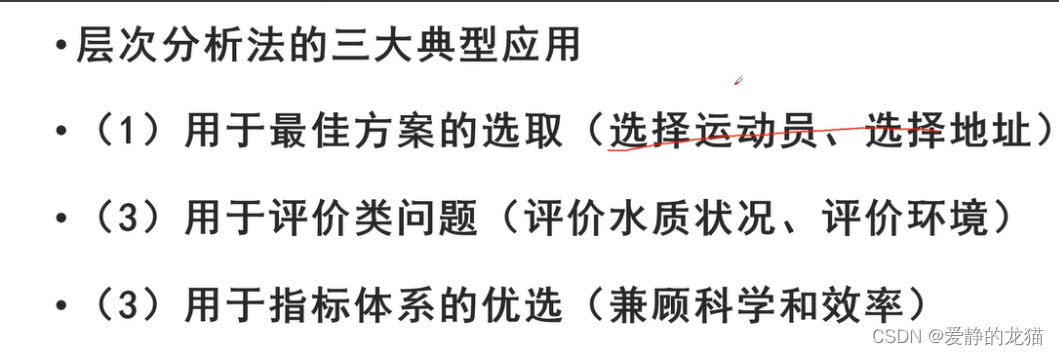 •层次分析法的三大典型应用
•（1）用于最佳方案的选取（选择运动员、选择地址）
•（3）用于评价类问题（评价水质状况、评价环境）
•（3）用于指标体系的优选（兼顾科学和效率）
CSDN @爱静的龙猫